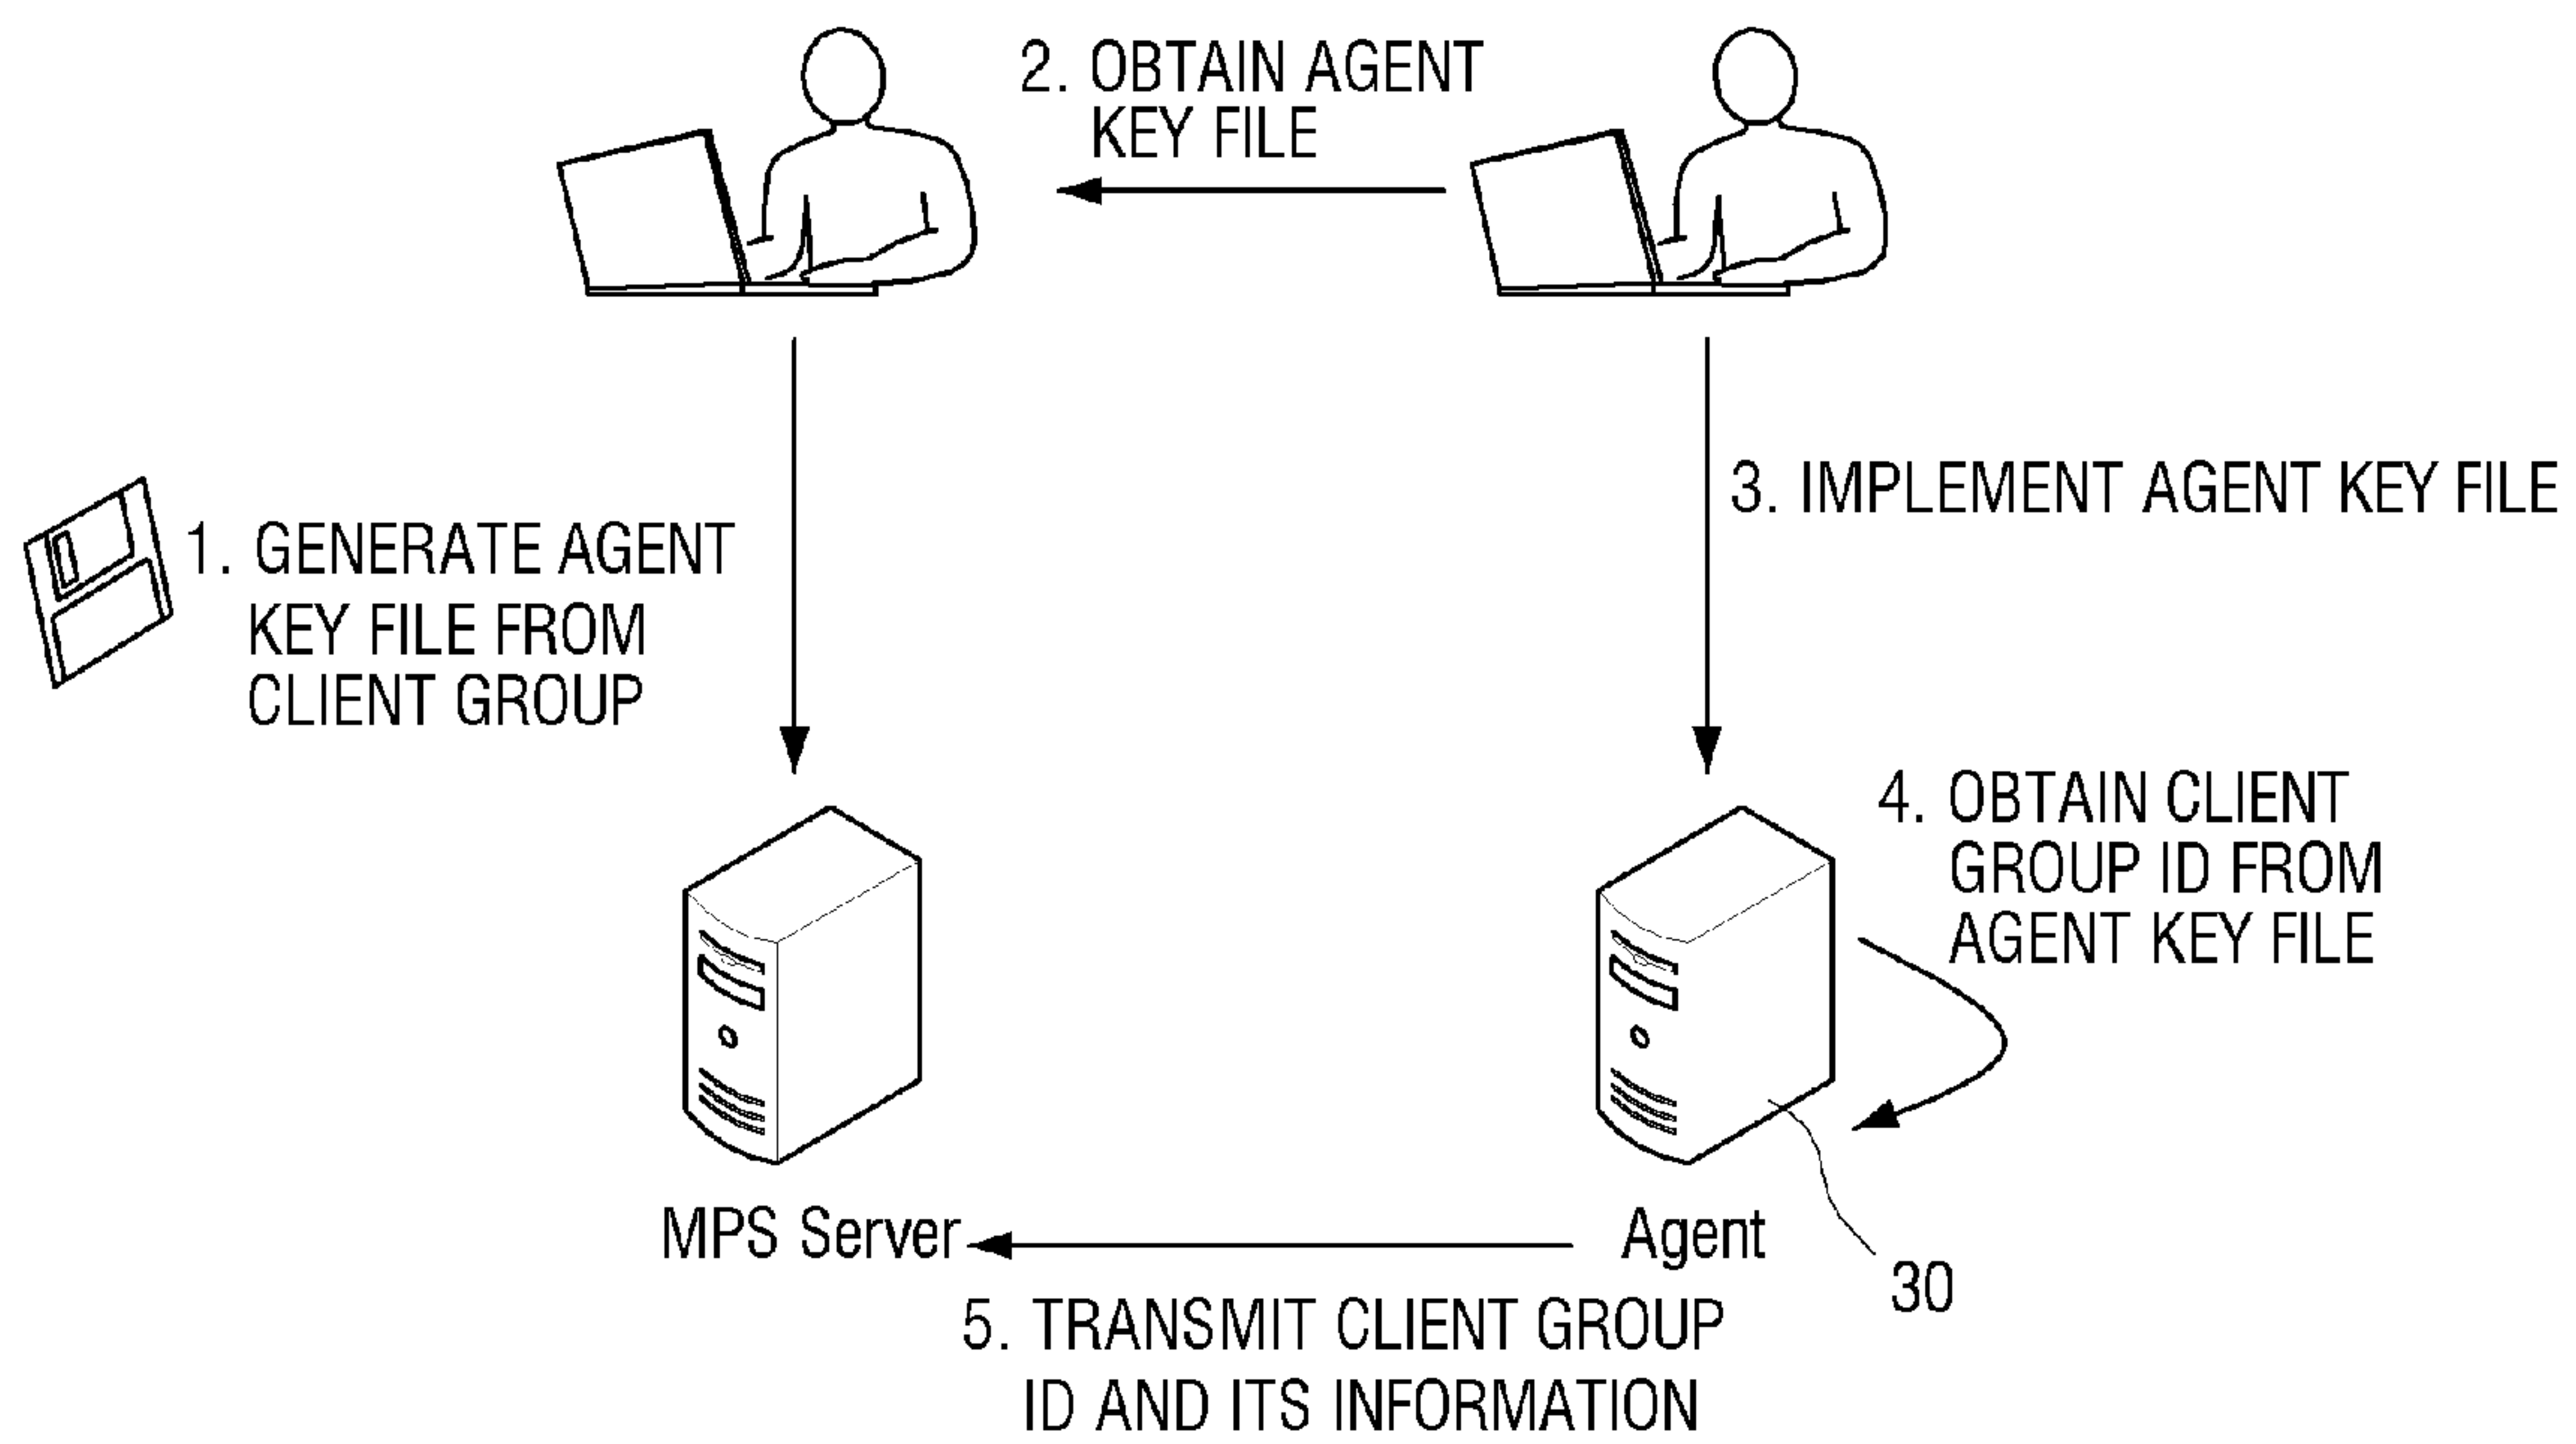 2. OBTAIN AGENT
KEY FILE
3. IMPLEMENT AGENT KEY FILE
1. GENERATE AGENT
KEY FILE FROM
CLIENT GROUP
4. OBTAIN CLIENT
GROUP ID FROM
AGENT KEY FILE
MPS Server
Agent
30
5. TRANSMIT CLIENT GROUP
ID AND ITS INFORMATION